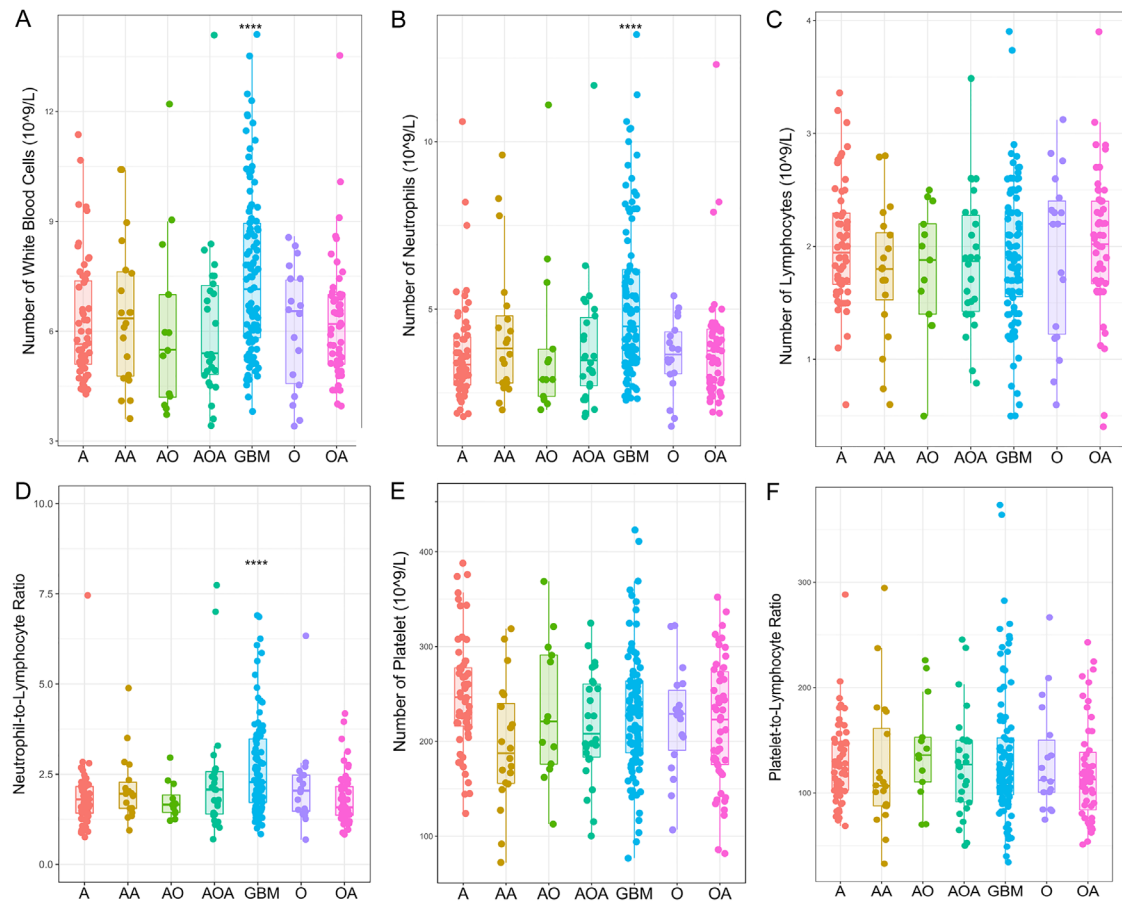 A
Number of White Blood Cells (10^9/L)
12
9
6
3
****
A AA AO AOA GBM O OA
B
Number of Neutrophils (10^9/L)
10
5
****
A AA AO AOA GBM O OA
C
Number of Lymphocytes (10^9/L)
4
3
2
1
A AA AO AOA GBM O OA
D
Neutrophil-to-Lymphocyte Ratio
10.0
7.5
5.0
2.5
0.0
****
A AA AO AOA GBM O OA
E
Number of Platelet (10^9/L)
400
300
200
100
A AA AO AOA GBM O OA
F
Platelet-to-Lymphocyte Ratio
300
200
100
A AA AO AOA GBM O OA